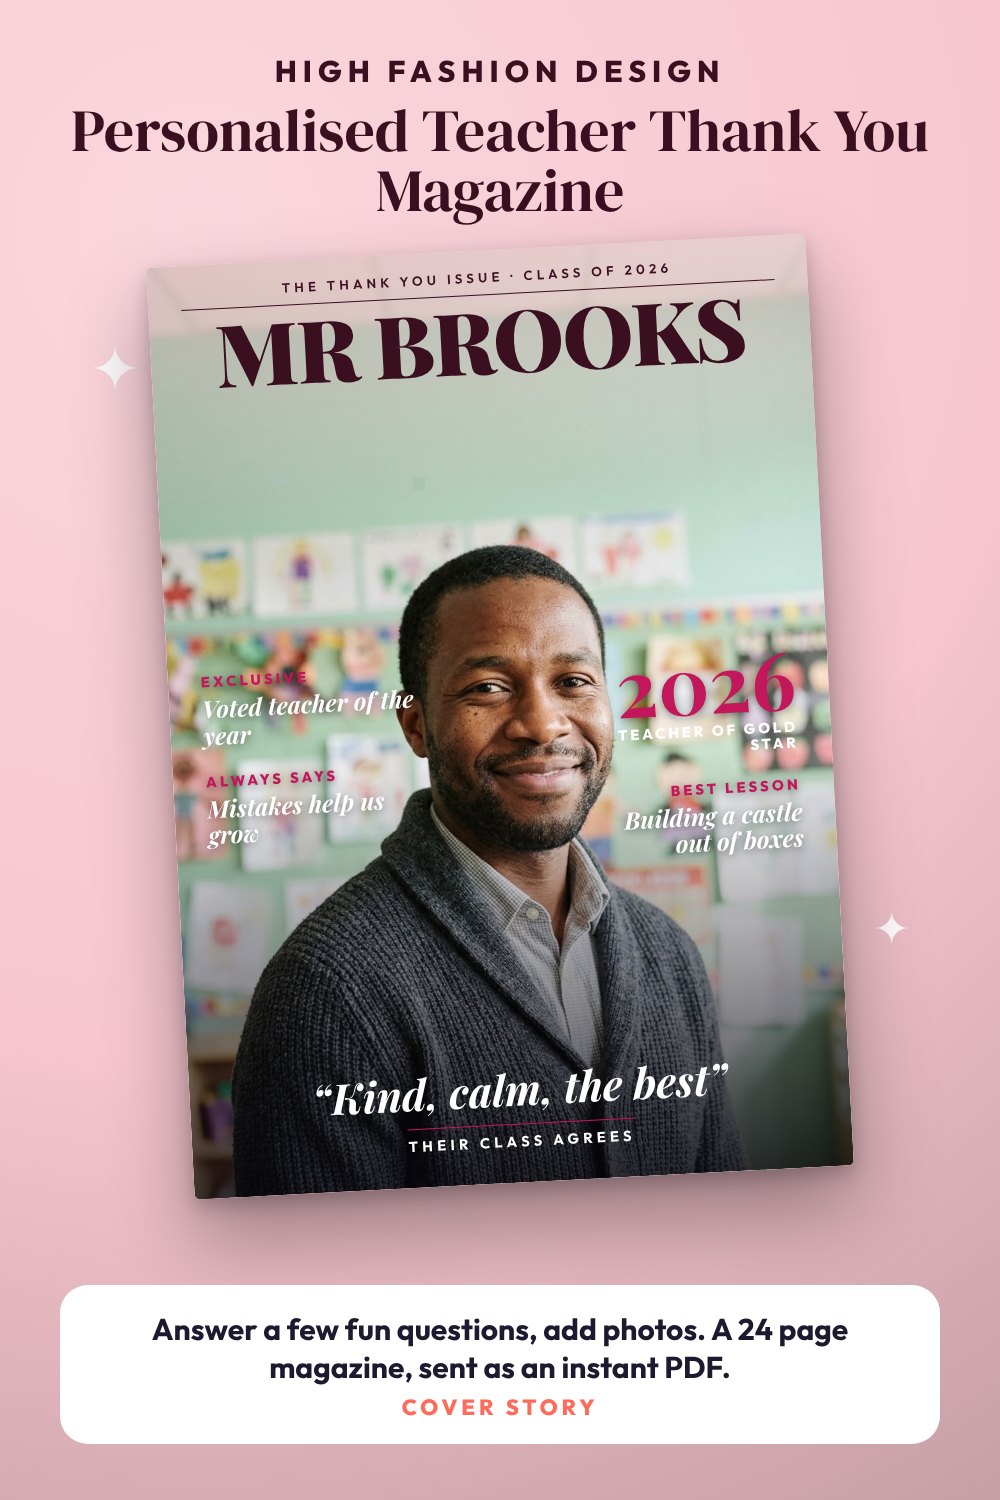 HIGH FASHION DESIGN
Personalised Teacher Thank You
Magazine
THE THANK YOU ISSUE · CLASS OF 2026
MR BROOKS
EXCLUSIVE
Voted teacher of the
year
ALWAYS SAYS
Mistakes help us
grow
2026
TEACHER OF GOLD
STAR
BEST LESSON
Building a castle
out of boxes
“Kind, calm, the best”
THEIR CLASS AGREES
Answer a few fun questions, add photos. A 24 page
magazine, sent as an instant PDF.
COVER STORY